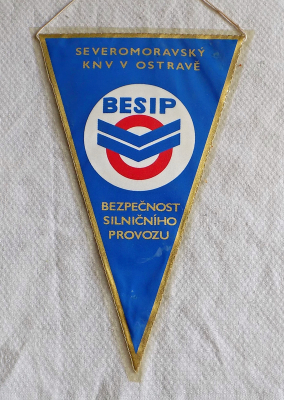 SEVEROMORAVSKÝ
KNV V OSTRAVĚ
BESIP
BEZPEČNOST
SILNIČNÍHO
PROVOZU